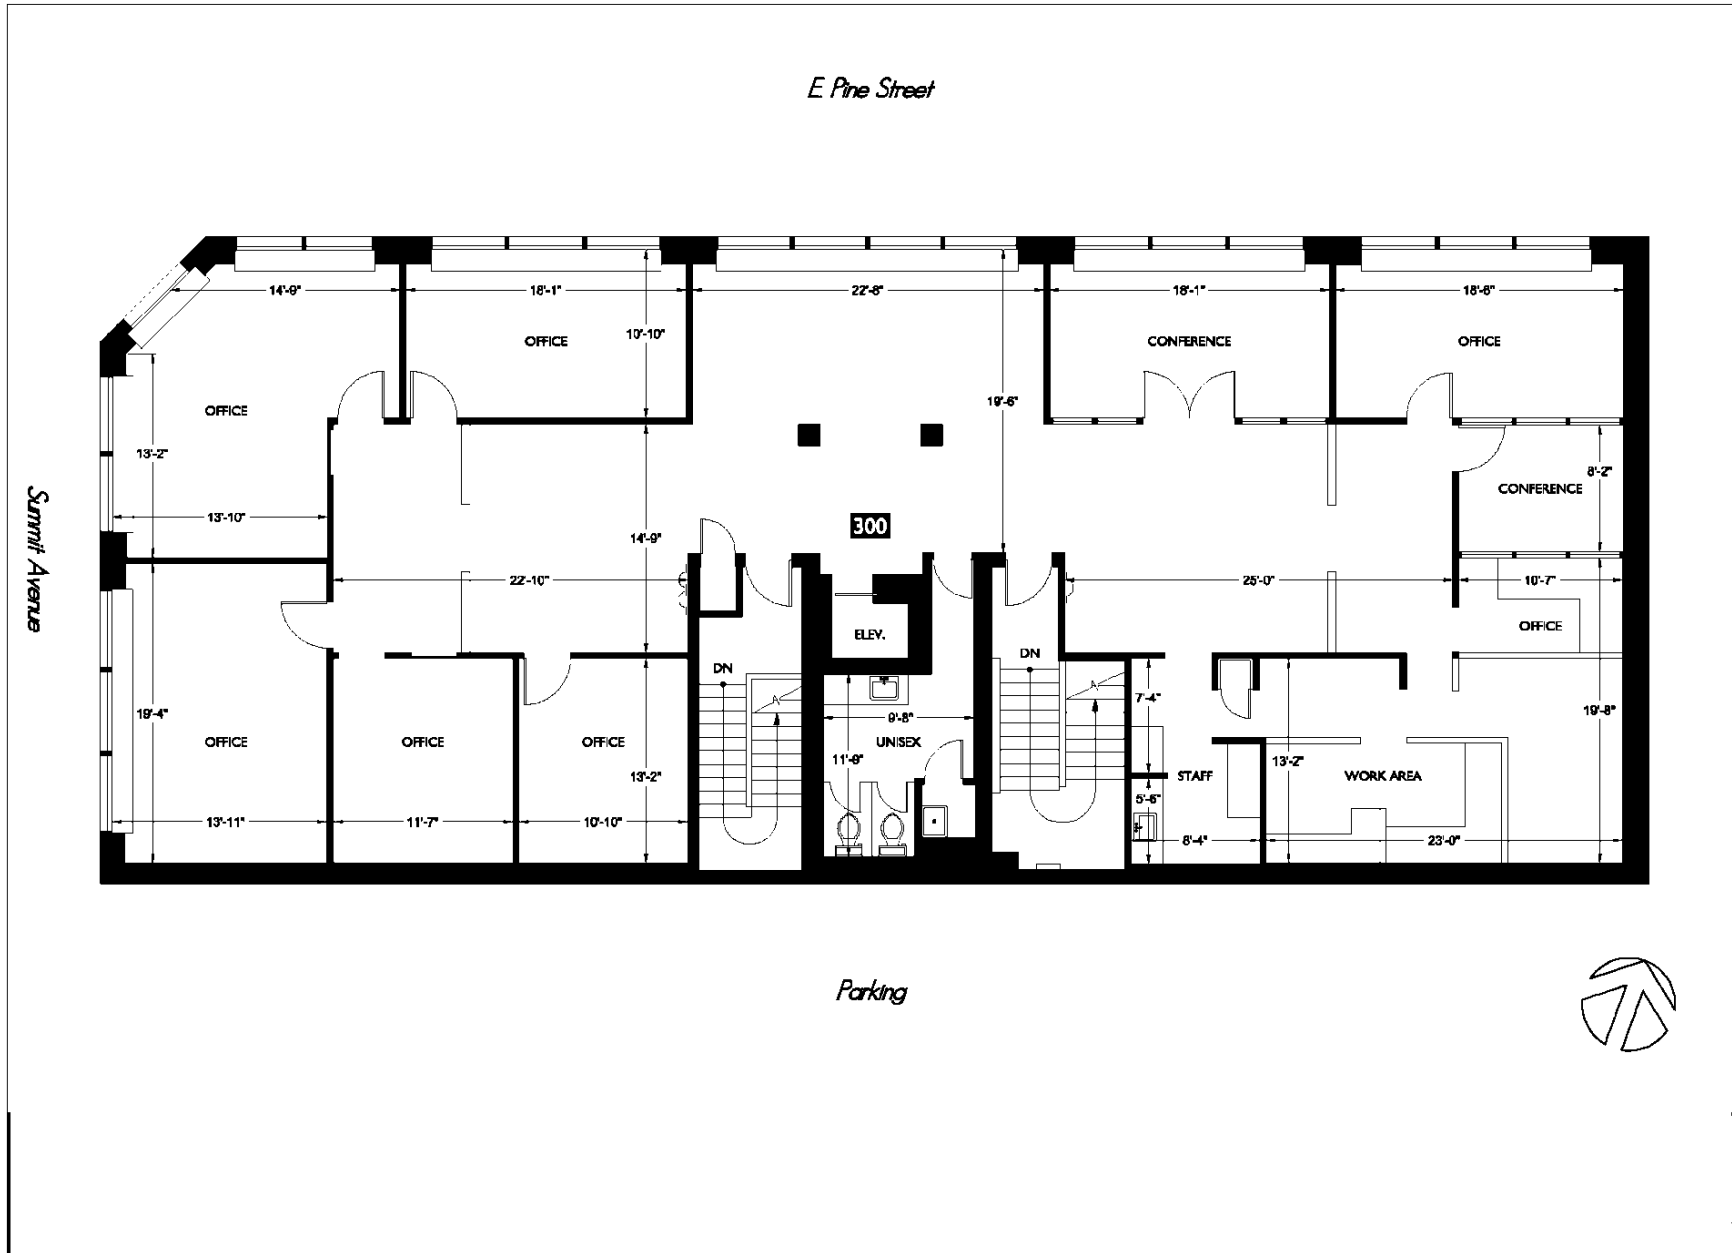 E Pine Street
14'-9"
18'-1"
22'-8"
18'-1"
18'-6"
10'-10"
OFFICE
CONFERENCE
OFFICE
OFFICE
19'-6"
13'-2"
8'-2"
CONFERENCE
13'-10"
300
14'-9"
22'-10"
25'-0"
10'-7"
Summit Avenue
ELEV.
OFFICE
DN
DN
7'-4"
19'-4"
9'-8"
19'-8"
OFFICE
OFFICE
OFFICE
UNISEX
11'-9"
13'-2"
13'-2"
STAFF
WORK AREA
5'-6"
13'-11"
11'-7"
10'-10"
8'-4"
23'-0"
Parking